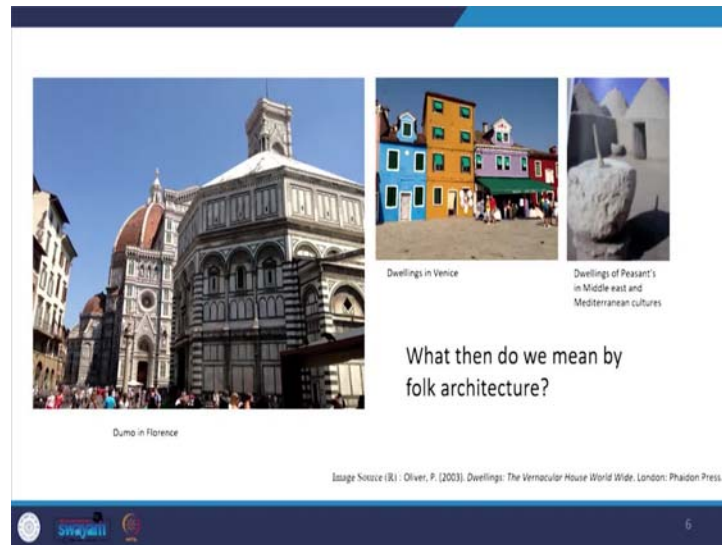 Dwellings in Venice
Dwellings of Peasant's
in Middle east and
Mediterranean cultures
What then do we mean by
folk architecture?
Dumo in Florence
Image Source (R) : Oliver, P. (2003). Dwellings: The Vernacular House World Wide. London: Phaidon Press.
swayam
6